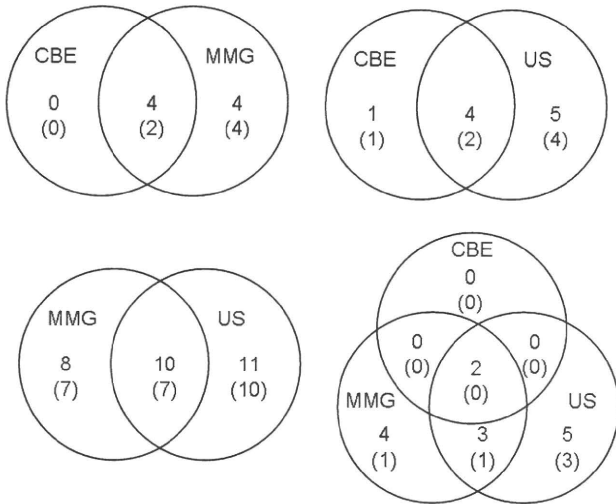 CBE MMG
0 4 4
(0) (2) (4)
CBE US
1 4 5
(1) (2) (4)
MMG US
8 10 11
(7) (7) (10)
CBE
0
(0)
0 0
(0) 2 (0)
(0)
MMG US
4 3 5
(1) (1) (3)